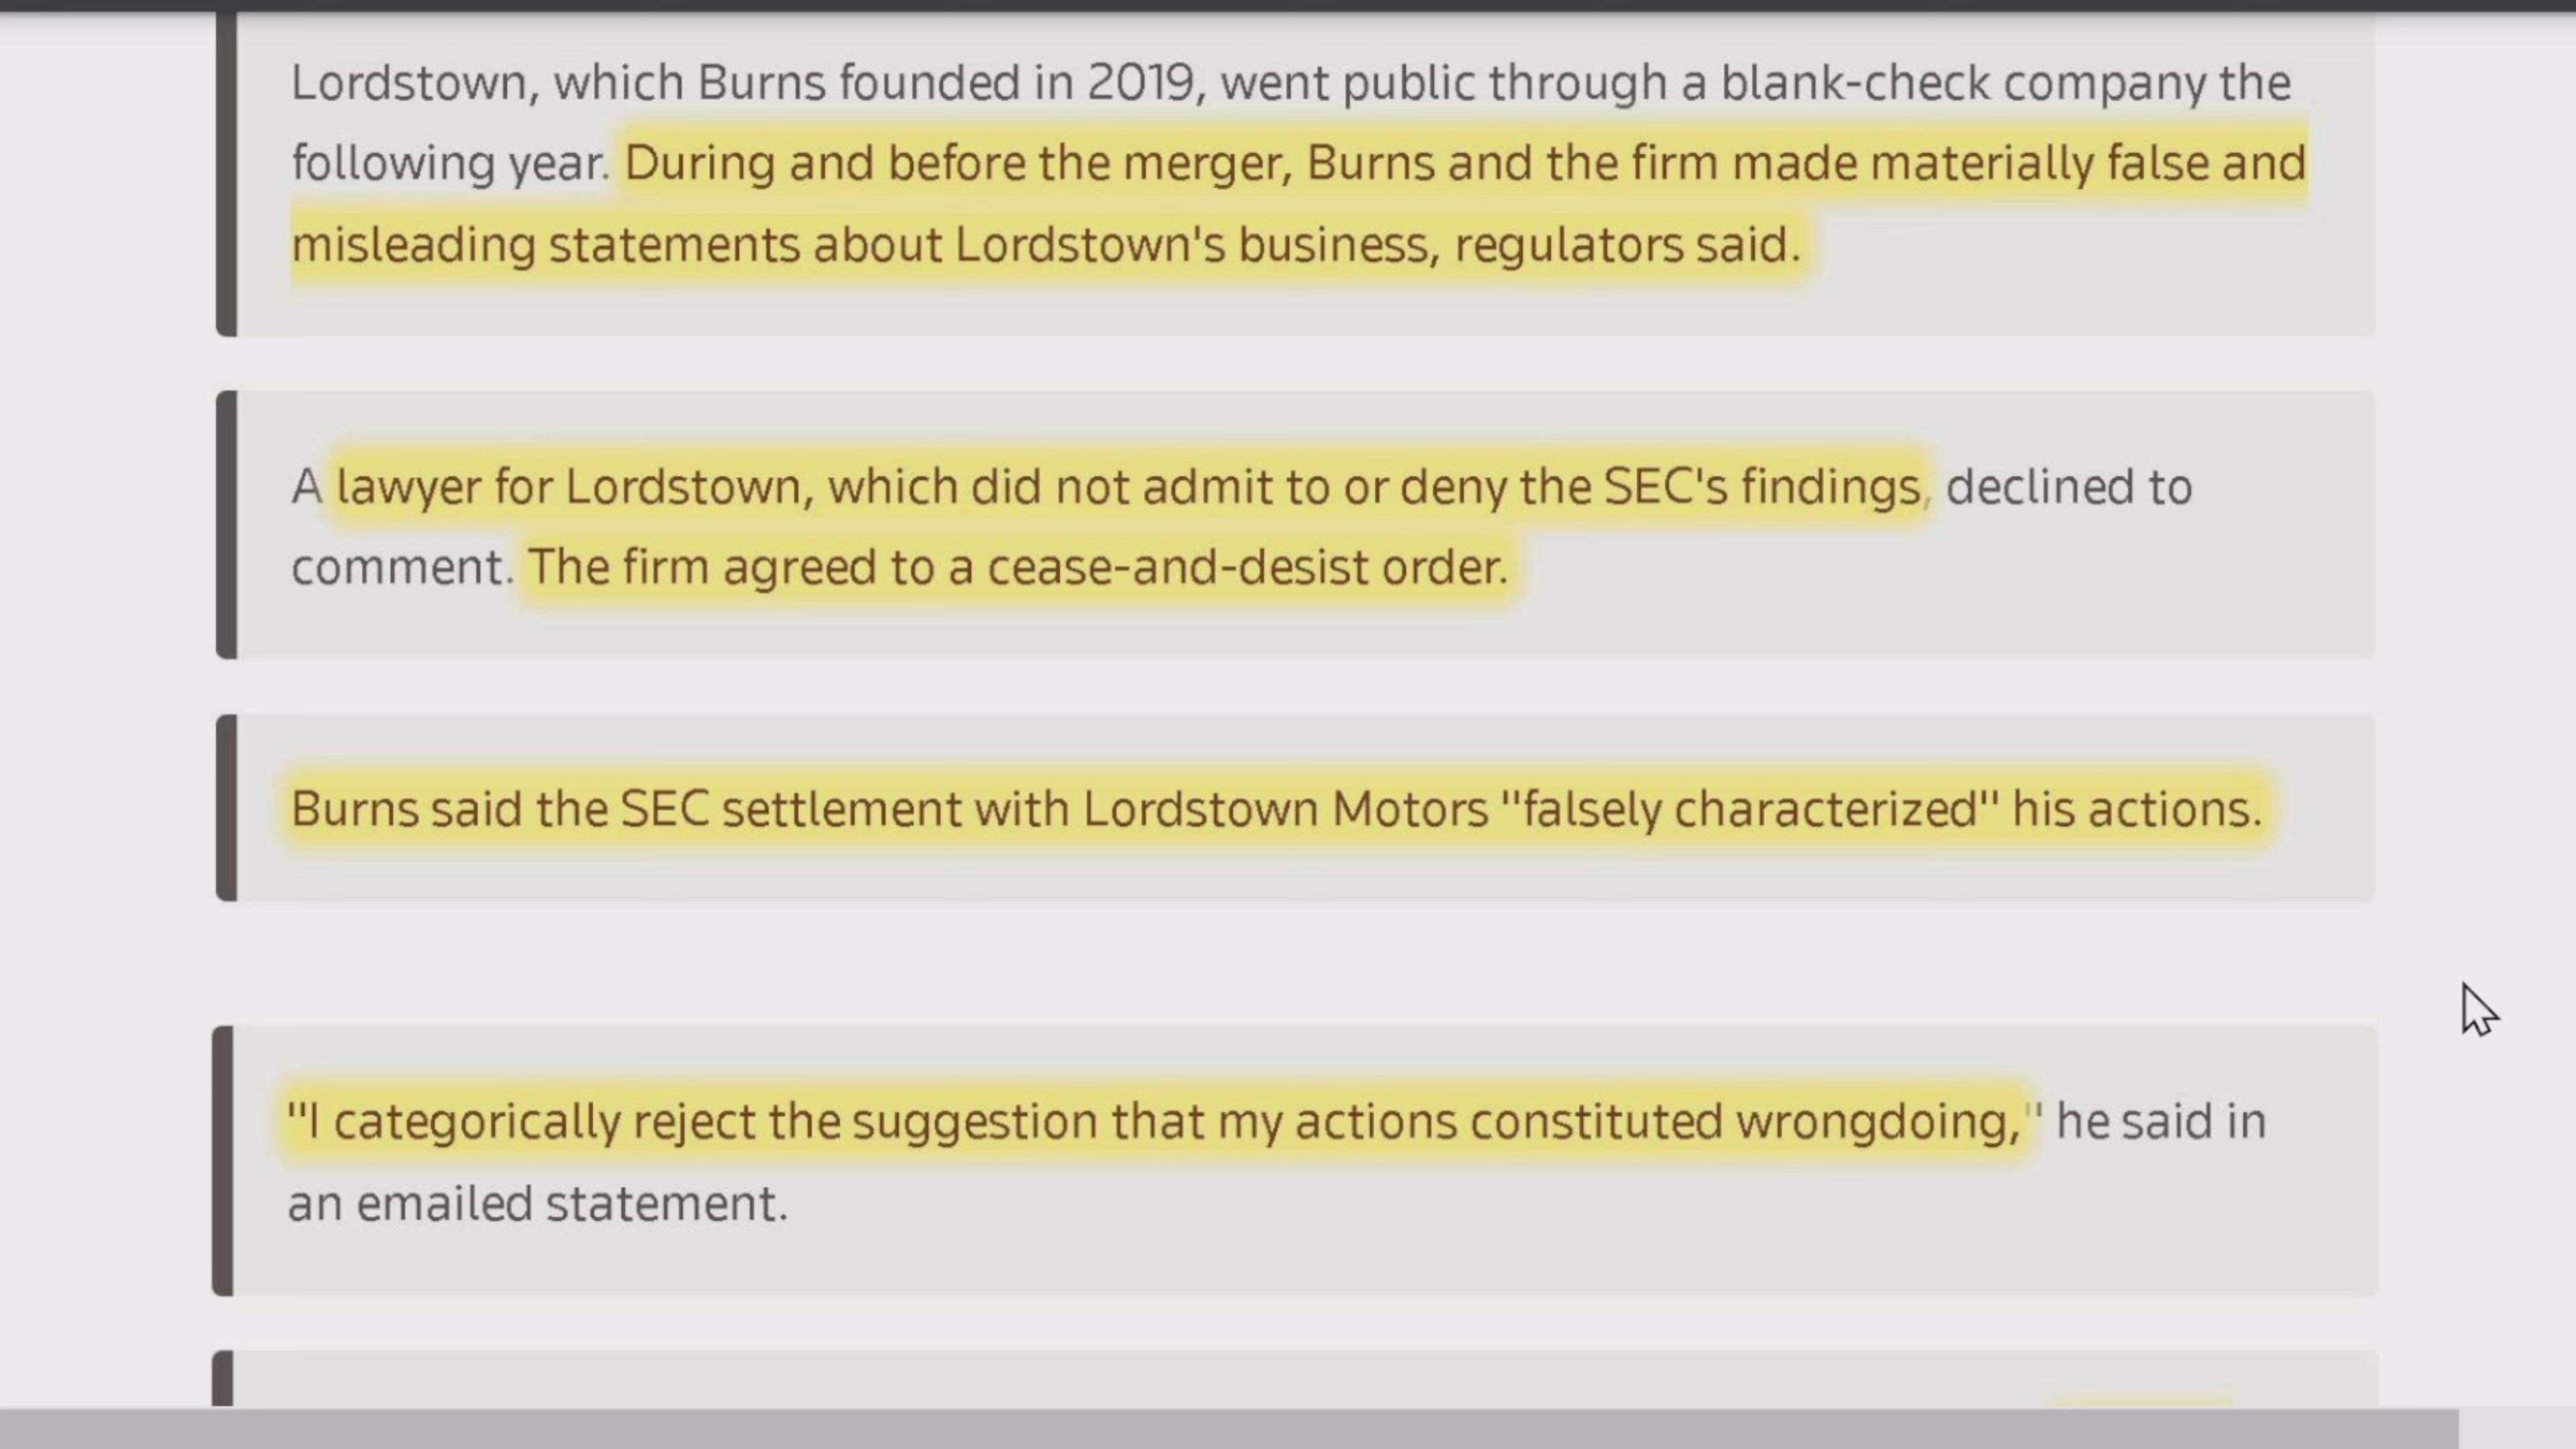 Lordstown, which Burns founded in 2019, went public through a blank-check company the
following year. During and before the merger, Burns and the firm made materially false and
misleading statements about Lordstown's business, regulators said.
A lawyer for Lordstown, which did not admit to or deny the SEC's findings, declined to
comment. The firm agreed to a cease-and-desist order.
Burns said the SEC settlement with Lordstown Motors "falsely characterized" his actions.
"I categorically reject the suggestion that my actions constituted wrongdoing," he said in
an emailed statement.